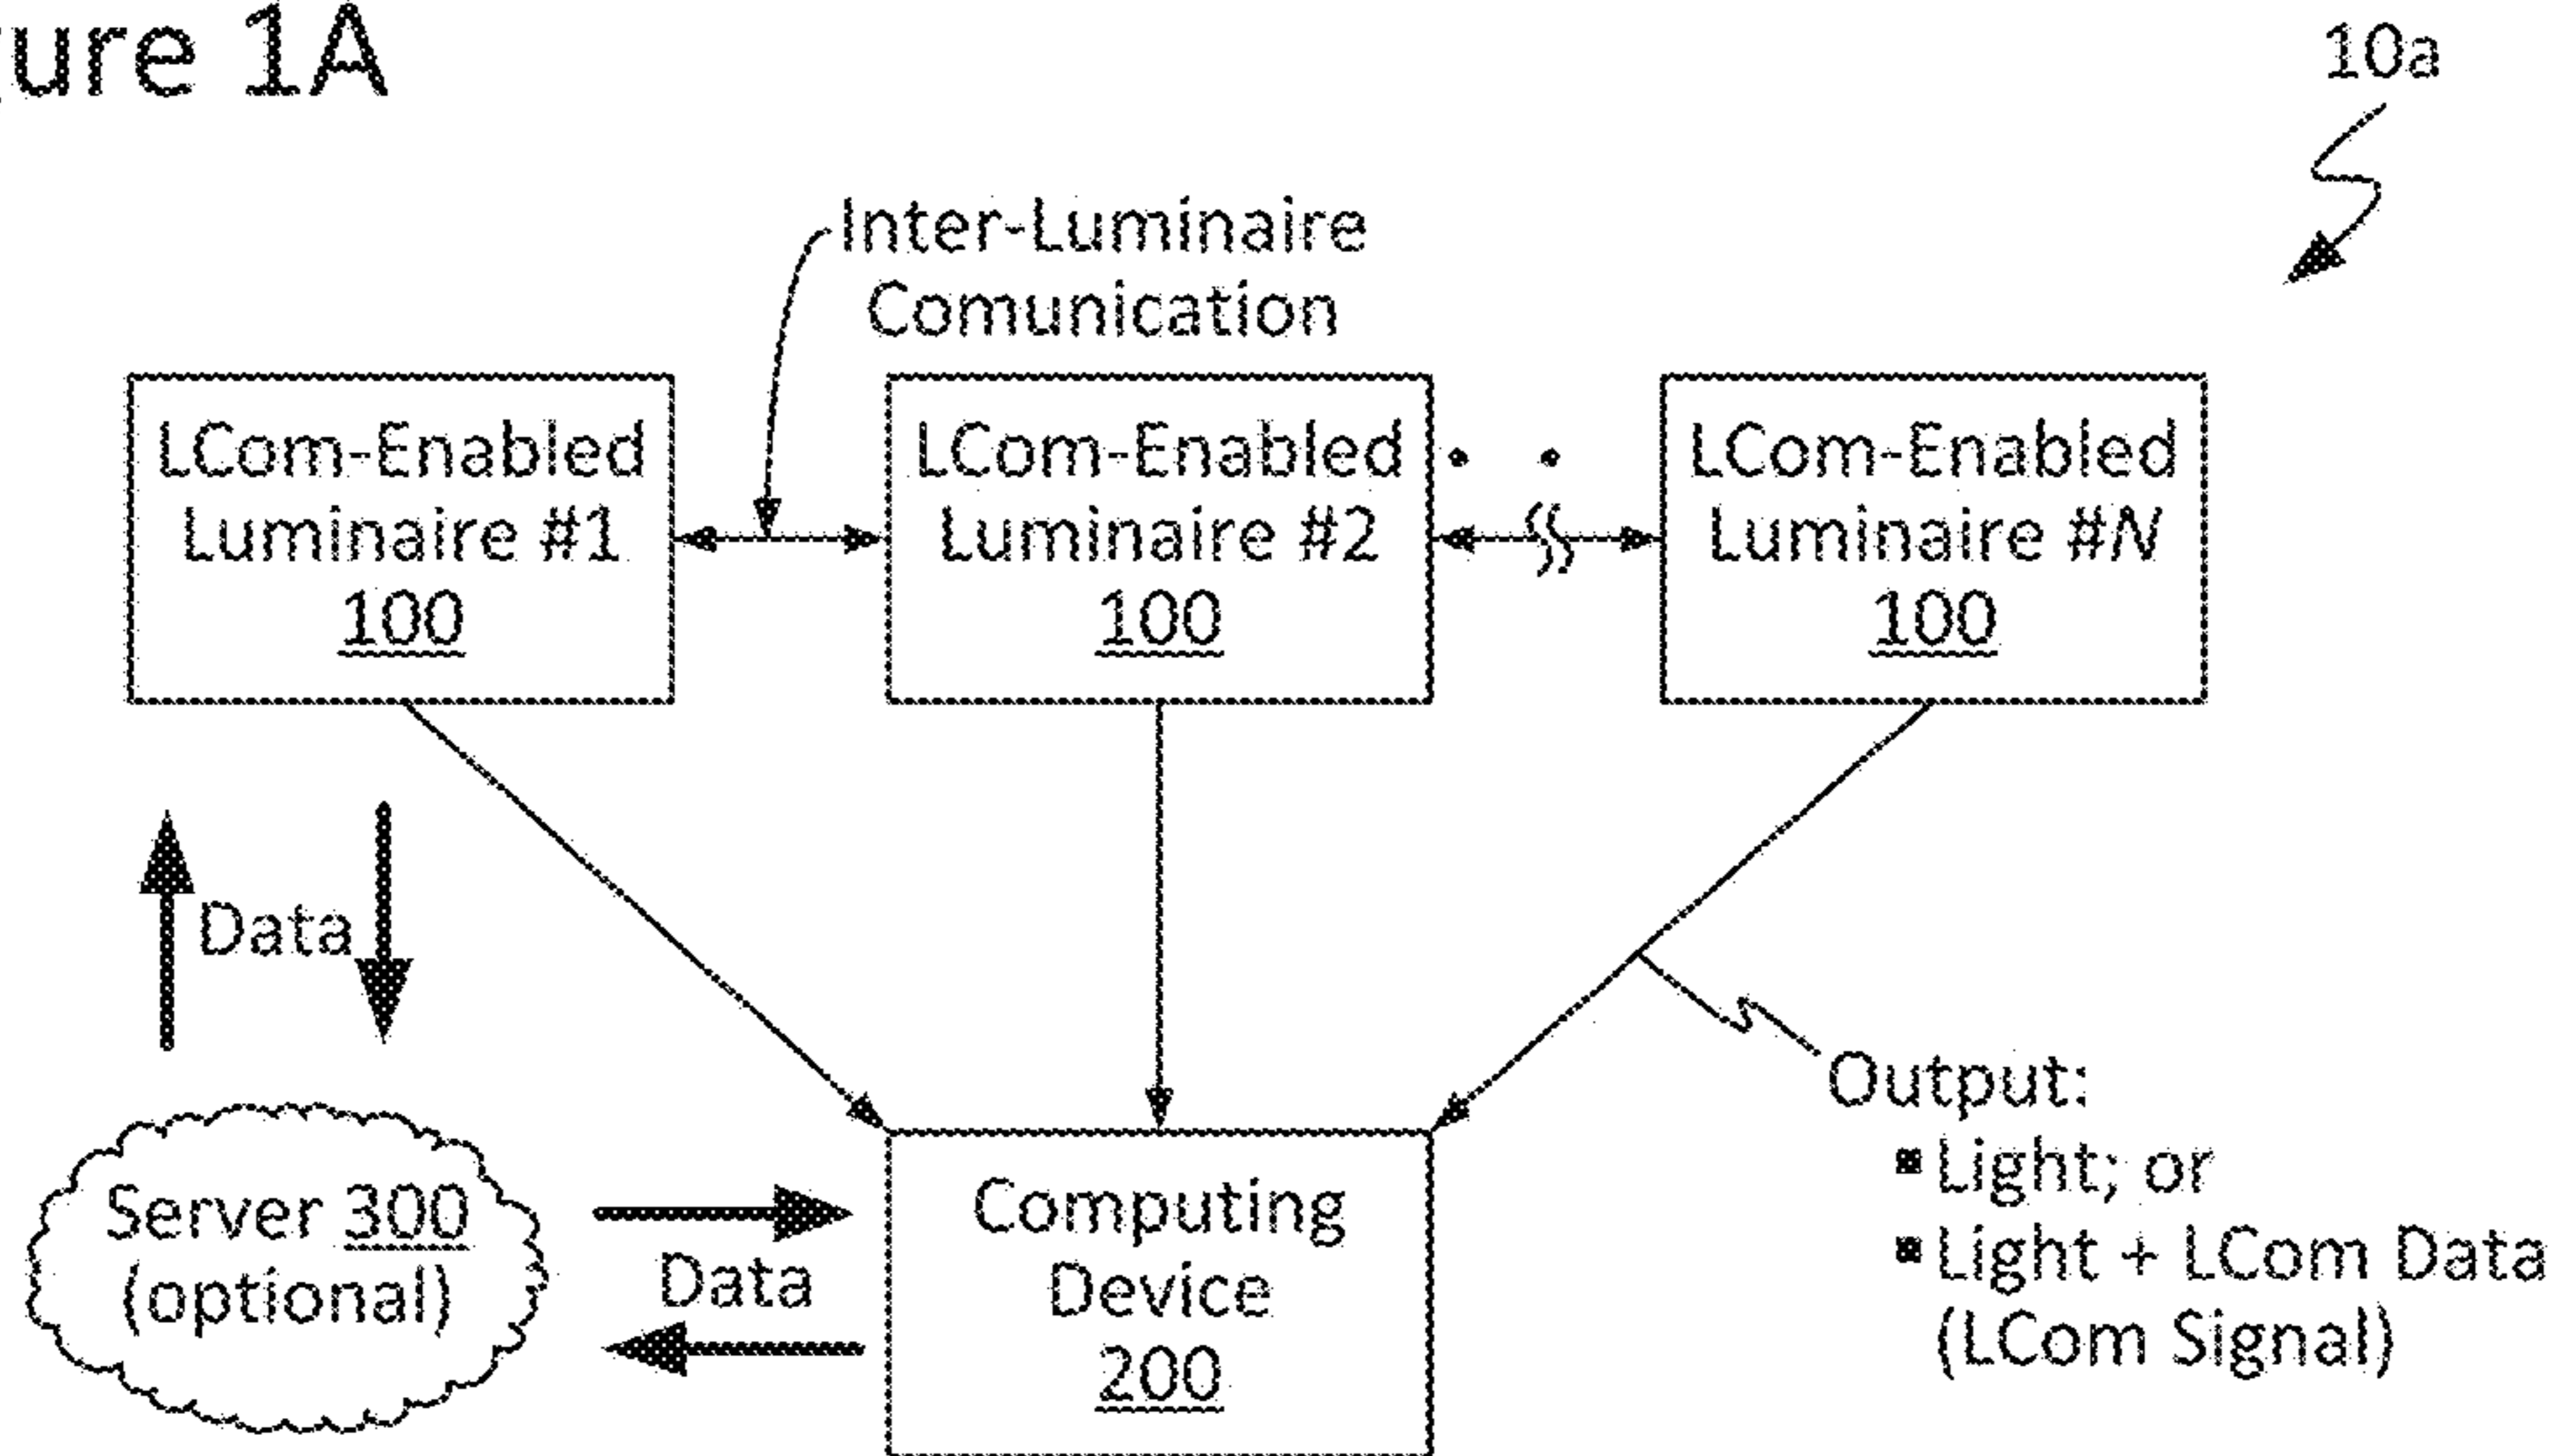 ure 1A
10a
Inter-Luminaire
Comunication
LCom-Enabled
Luminaire #1
100
LCom-Enabled
Luminaire #2
100
LCom-Enabled
Luminaire #N
100
Data
Server 300
(optional)
Data
Computing
Device
200
Output:
▪Light; or
▪Light + LCom Data
(LCom Signal)